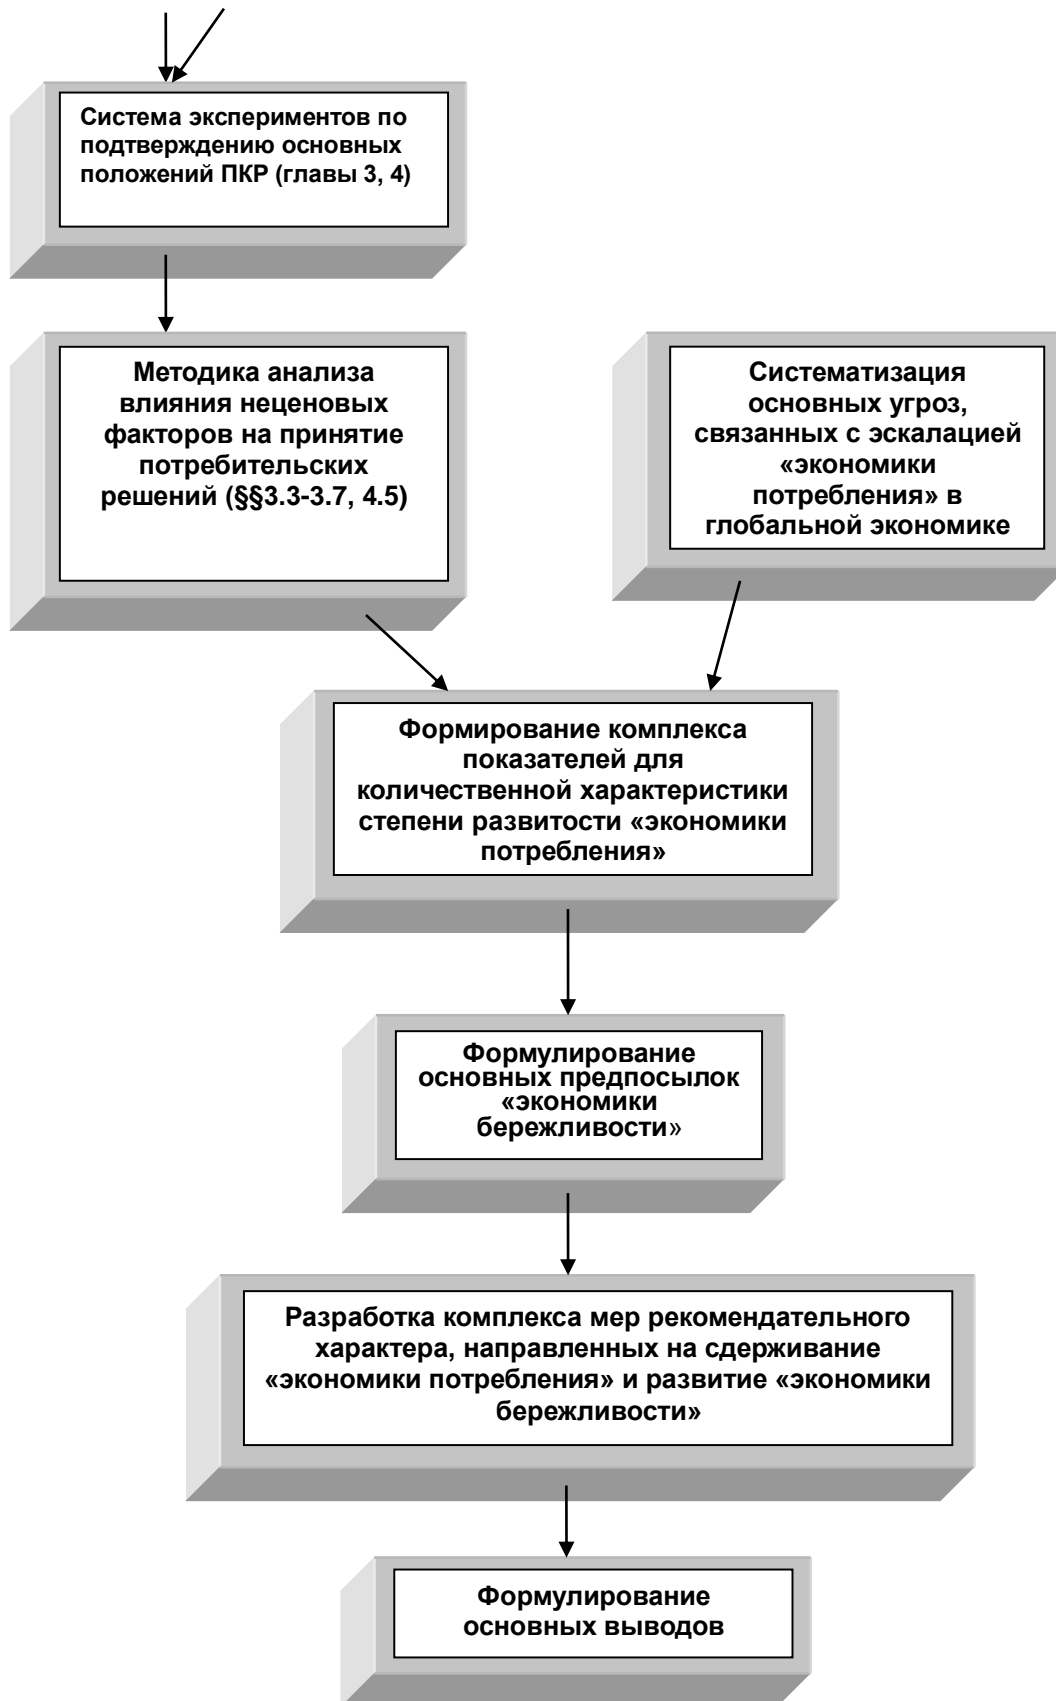 Система экспериментов по
подтверждению основных
положений ПКР (главы 3, 4)
Методика анализа
влияния неценовых
факторов на принятие
потребительских
решений (§§3.3-3.7, 4.5)
Систематизация
основных угроз,
связанных с эскалацией
«экономики
потребления» в
глобальной экономике
Формирование комплекса
показателей для
количественной характеристики
степени развитости «экономики
потребления»
Формулирование
основных предпосылок
«экономики
бережливости»
Разработка комплекса мер рекомендательного
характера, направленных на сдерживание
«экономики потребления» и развитие «экономики
бережливости»
Формулирование
основных выводов